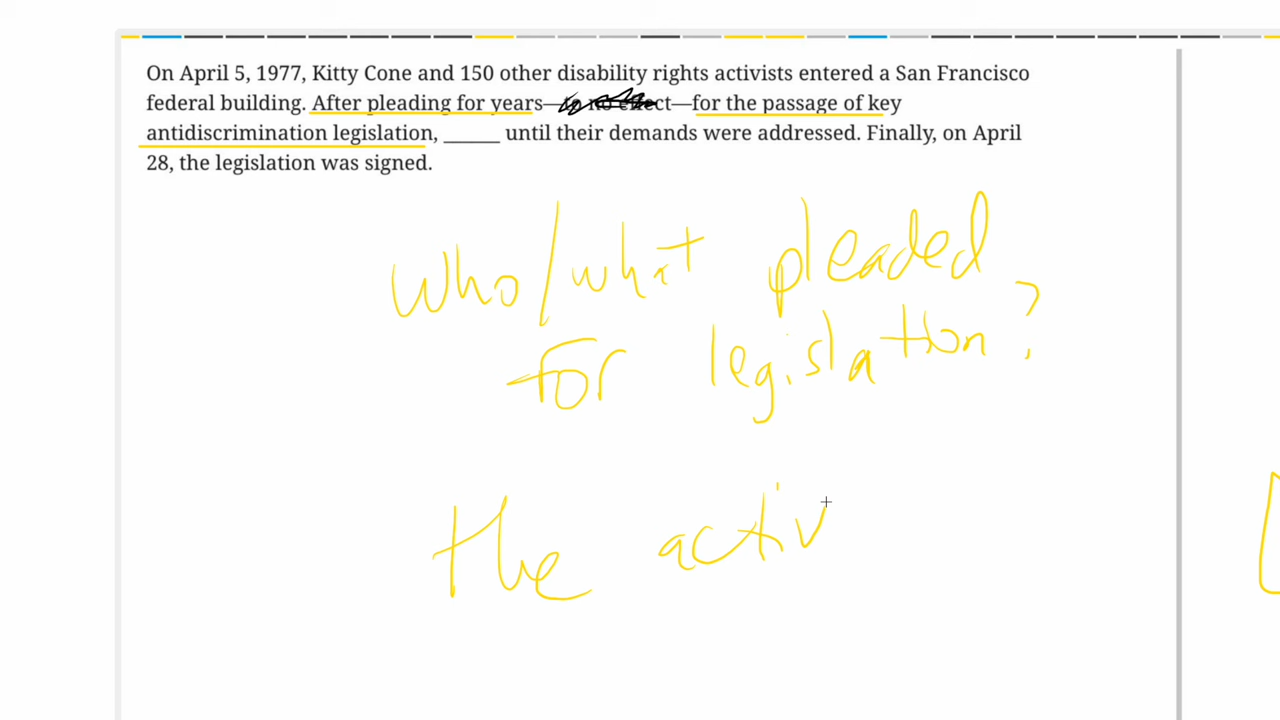 On April 5, 1977, Kitty Cone and 150 other disability rights activists entered a San Francisco
federal building. After pleading for years—to no effect—for the passage of key
antidiscrimination legislation, ______ until their demands were addressed. Finally, on April
28, the legislation was signed.
Who/what pleaded
for legislation?
the activ